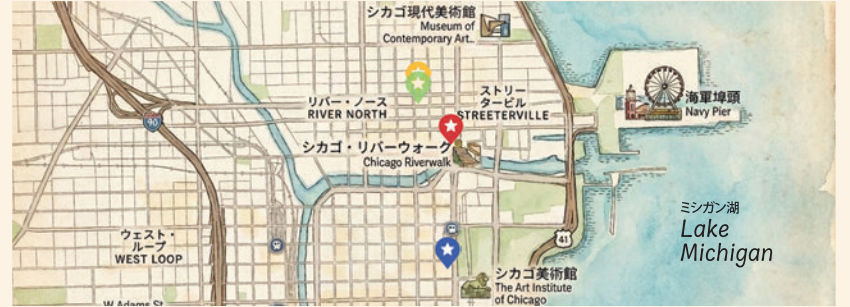 シカゴ現代美術館
Museum of
Contemporary Art..
リバー・ノース
RIVER NORTH
ストリー
タービル
STREETERVILLE
海軍埠頭
Navy Pier
シカゴ・リバーウォーク
Chicago Riverwalk
90
ミシガン湖
Lake
Michigan
ウェスト・
ループ
WEST LOOP
41
シカゴ美術館
The Art Institute
of Chicago
W Adams St